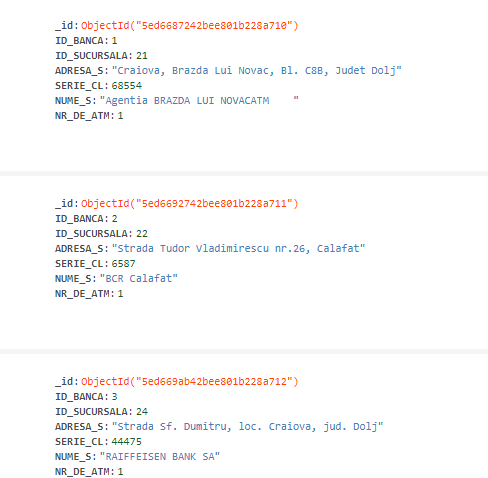 _id: ObjectId("5ed6687242bee801b228a710")
ID_BANCA: 1
ID_SUCURSALA: 21
ADRESA_S: "Craiova, Brazda Lui Novac, Bl. C8B, Judet Dolj"
SERIE_CL: 68554
NUME_S: "Agentia BRAZDA LUI NOVACATM    "
NR_DE_ATM: 1
_id: ObjectId("5ed6692742bee801b228a711")
ID_BANCA: 2
ID_SUCURSALA: 22
ADRESA_S: "Strada Tudor Vladimirescu nr.26, Calafat"
SERIE_CL: 6587
NUME_S: "BCR Calafat"
NR_DE_ATM: 1
_id: ObjectId("5ed669ab42bee801b228a712")
ID_BANCA: 3
ID_SUCURSALA: 24
ADRESA_S: "Strada Sf. Dumitru, loc. Craiova, jud. Dolj"
SERIE_CL: 44475
NUME_S: "RAIFFEISEN BANK SA"
NR_DE_ATM: 1